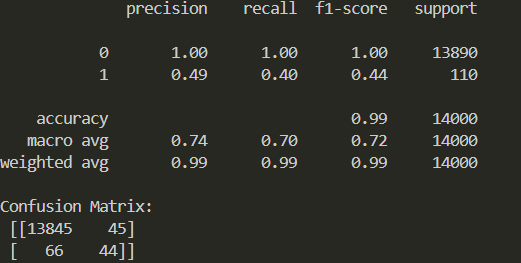 precision recall f1-score support
0 1.00 1.00 1.00 13890
1 0.49 0.40 0.44 110
accuracy 0.99 14000
macro avg 0.74 0.70 0.72 14000
weighted avg 0.99 0.99 0.99 14000
Confusion Matrix:
[[13845 45]
[ 66 44]]